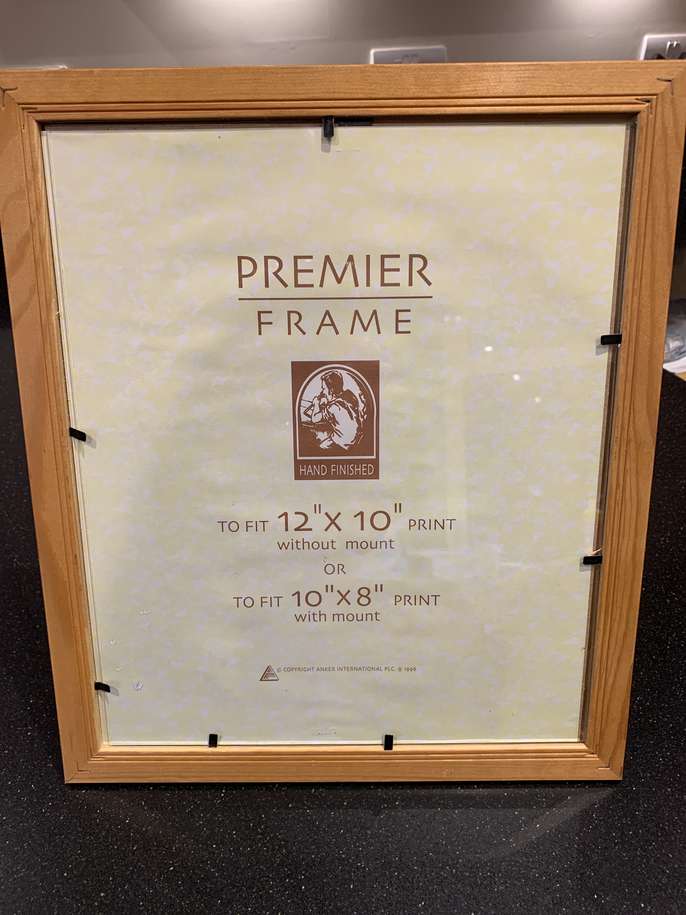 PREMIER
FRAME
HAND FINISHED
TO FIT 12"X 10" PRINT
without mount
OR
TO FIT 10"X8" PRINT
with mount
© COPYRIGHT ANKER INTERNATIONAL PLC. @ 1996